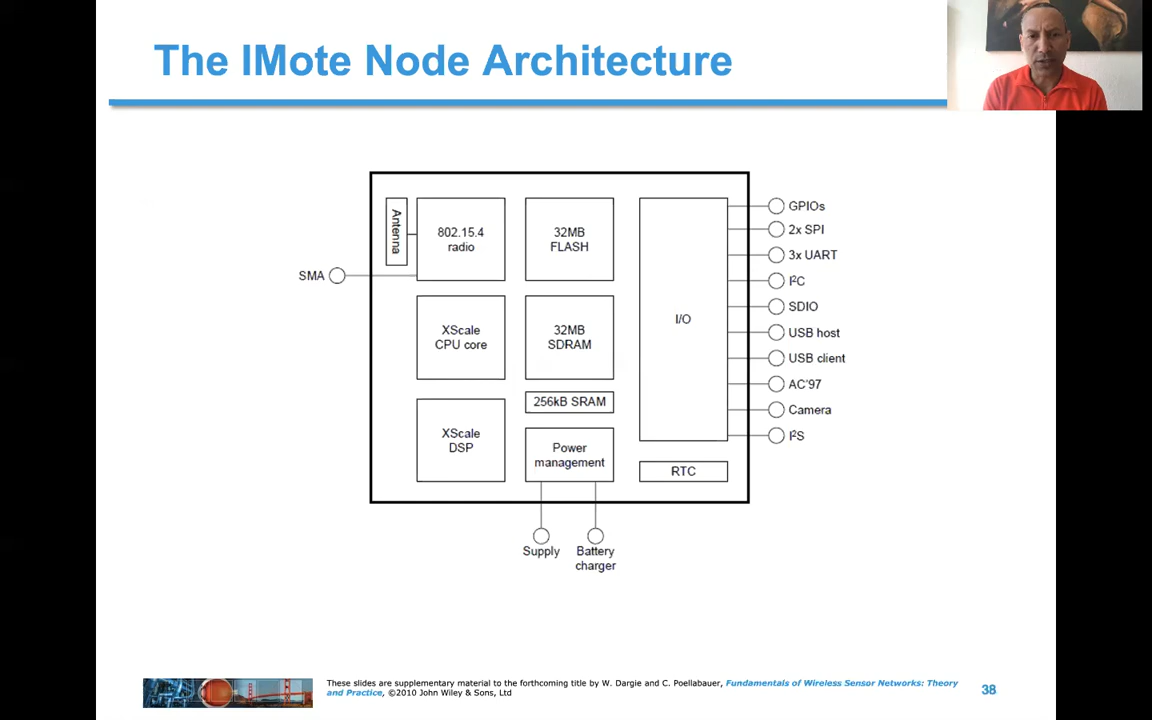 The IMote Node Architecture
Antenna
802.15.4
radio
32MB
FLASH
SMA
XScale
CPU core
32MB
SDRAM
256kB SRAM
XScale
DSP
Power
management
I/O
RTC
GPIOs
2x SPI
3x UART
I²C
SDIO
USB host
USB client
AC'97
Camera
I²S
Supply
Battery
charger
These slides are supplementary material to the forthcoming title by W. Dargie and C. Poellabauer, Fundamentals of Wireless Sensor Networks: Theory
and Practice, ©2010 John Wiley & Sons, Ltd
38